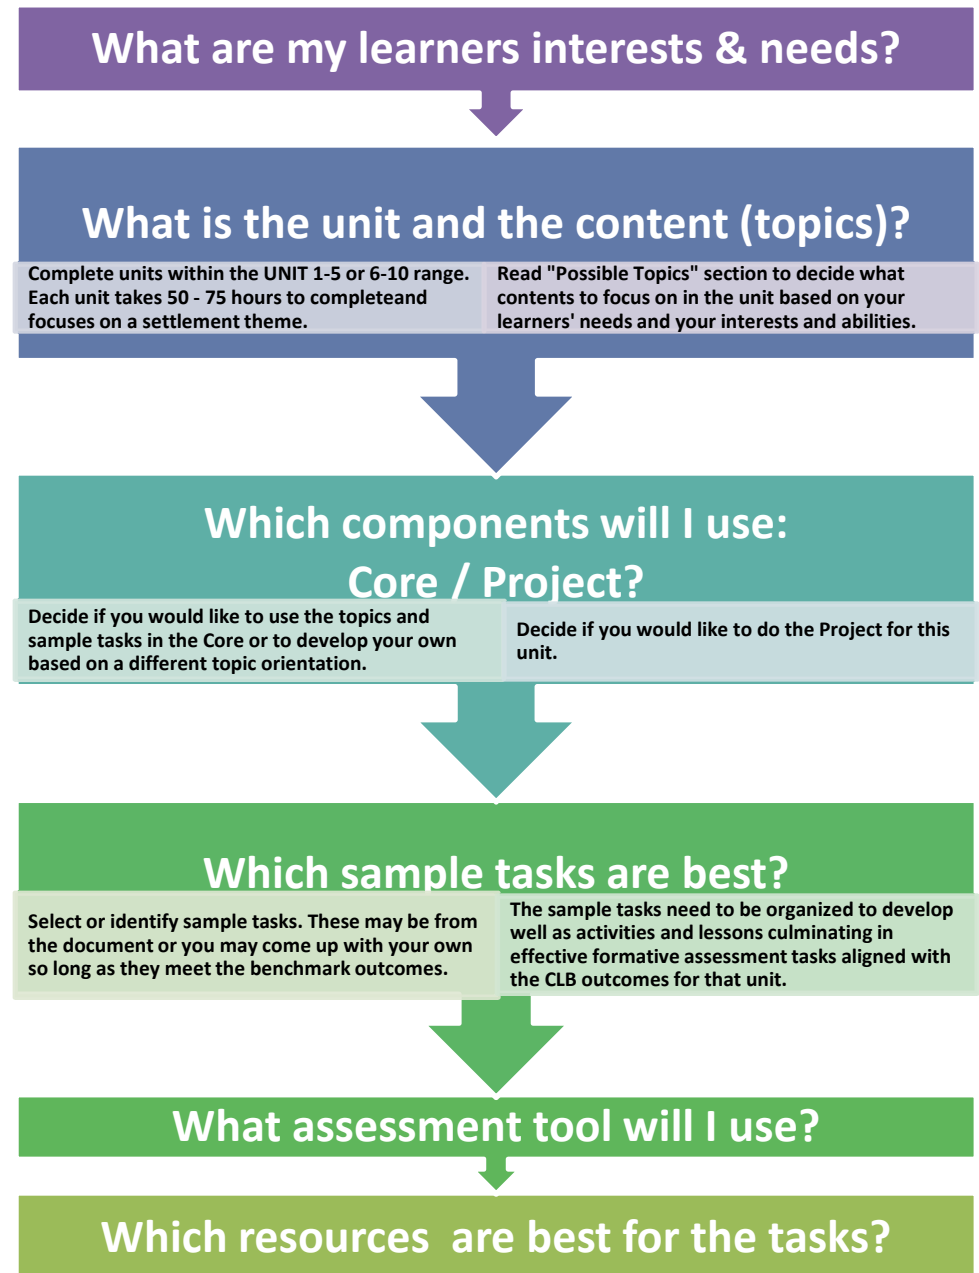 What are my learners interests & needs?
What is the unit and the content (topics)?
Complete units within the UNIT 1-5 or 6-10 range.
Each unit takes 50 - 75 hours to completeand
focuses on a settlement theme.
Read "Possible Topics" section to decide what
contents to focus on in the unit based on your
learners' needs and your interests and abilities.
Which components will I use:
Core / Project?
Decide if you would like to use the topics and
sample tasks in the Core or to develop your own
based on a different topic orientation.
Decide if you would like to do the Project for this
unit.
Which sample tasks are best?
Select or identify sample tasks. These may be from
the document or you may come up with your own
so long as they meet the benchmark outcomes.
The sample tasks need to be organized to develop
well as activities and lessons culminating in
effective formative assessment tasks aligned with
the CLB outcomes for that unit.
What assessment tool will I use?
Which resources  are best for the tasks?